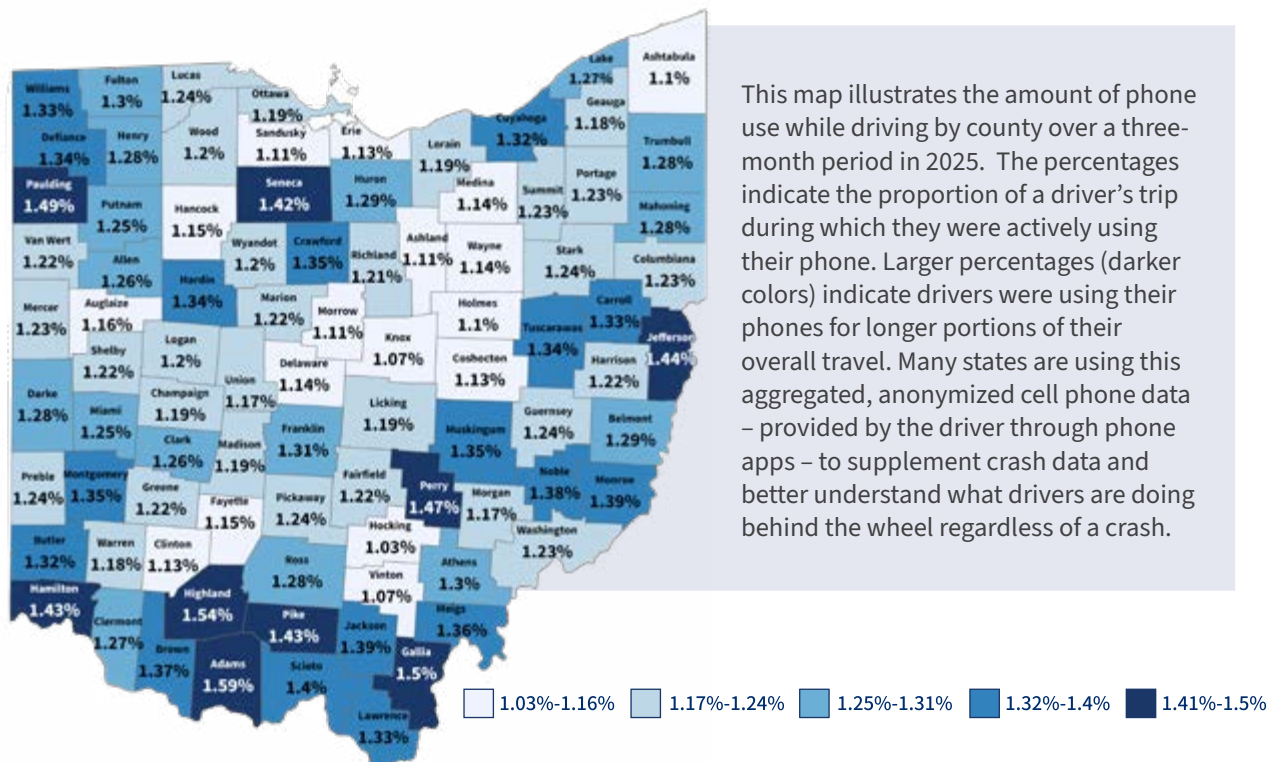 Ashtabula
1.1%
Lake
1.27%
Geauga
1.18%
Cuyahoga
1.32%
Trumbull
1.28%
Williams
1.33%
Fulton
1.3%
Lucas
1.24%
Ottawa
1.19%
Defiance
1.34%
Henry
1.28%
Wood
1.2%
Sandusky
1.11%
Erie
1.13%
Lorain
1.19%
Medina
1.14%
Summit
1.23%
Portage
1.23%
Mahoning
1.28%
Paulding
1.49%
Putnam
1.25%
Hancock
1.15%
Seneca
1.42%
Huron
1.29%
Van Wert
1.22%
Allen
1.26%
Hardin
1.34%
Wyandot
1.2%
Crawford
1.35%
Richland
1.21%
Ashland
1.11%
Wayne
1.14%
Stark
1.24%
Columbiana
1.23%
Mercer
1.23%
Auglaize
1.16%
Marion
1.22%
Morrow
1.11%
Holmes
1.1%
Tuscarawas
1.34%
Carroll
1.33%
Jefferson
1.44%
Shelby
1.22%
Logan
1.2%
Delaware
1.14%
Knox
1.07%
Coshocton
1.13%
Harrison
1.22%
Darke
1.28%
Miami
1.25%
Champaign
1.19%
Union
1.17%
Licking
1.19%
Guernsey
1.24%
Belmont
1.29%
Clark
1.26%
Madison
1.19%
Franklin
1.31%
Muskingum
1.35%
Preble
1.24%
Montgomery
1.35%
Greene
1.22%
Fayette
1.15%
Pickaway
1.24%
Fairfield
1.22%
Perry
1.47%
Morgan
1.17%
Noble
1.38%
Monroe
1.39%
Butler
1.32%
Warren
1.18%
Clinton
1.13%
Ross
1.28%
Hocking
1.03%
Athens
1.3%
Washington
1.23%
Hamilton
1.43%
Clermont
1.27%
Highland
1.54%
Pike
1.43%
Vinton
1.07%
Meigs
1.36%
Brown
1.37%
Adams
1.59%
Scioto
1.4%
Jackson
1.39%
Gallia
1.5%
Lawrence
1.33%
This map illustrates the amount of phone
use while driving by county over a three-
month period in 2025. The percentages
indicate the proportion of a driver’s trip
during which they were actively using
their phone. Larger percentages (darker
colors) indicate drivers were using their
phones for longer portions of their
overall travel. Many states are using this
aggregated, anonymized cell phone data
– provided by the driver through phone
apps – to supplement crash data and
better understand what drivers are doing
behind the wheel regardless of a crash.
1.03%-1.16%
1.17%-1.24%
1.25%-1.31%
1.32%-1.4%
1.41%-1.5%